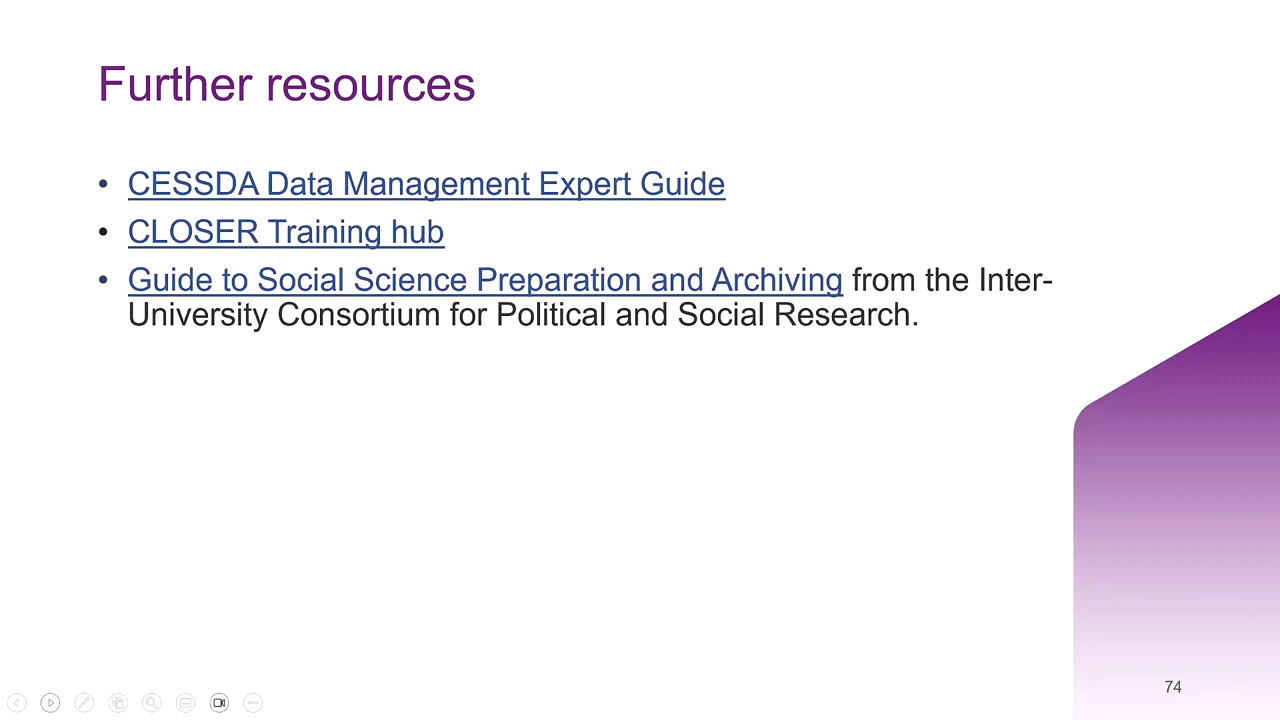 Further resources
• CESSDA Data Management Expert Guide
• CLOSER Training hub
• Guide to Social Science Preparation and Archiving from the Inter-
University Consortium for Political and Social Research.
74